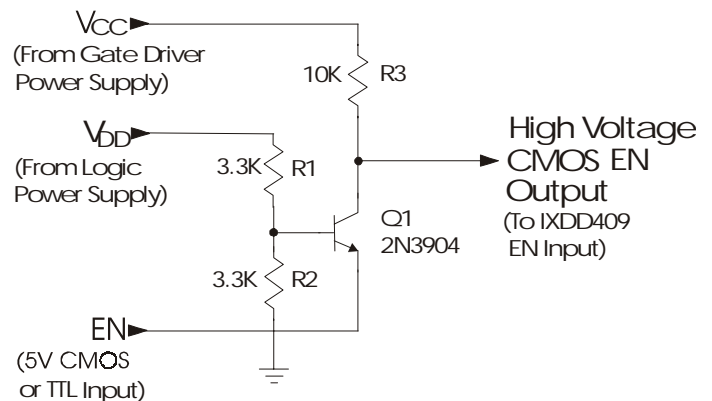 VCC
(From Gate Driver
Power Supply)
10K
R3
VDD
(From Logic
Power Supply)
3.3K
R1
High Voltage
CMOS EN
Output
(To IXDD409
EN Input)
Q1
2N3904
3.3K
R2
EN
(5V CMOS
or TTL Input)